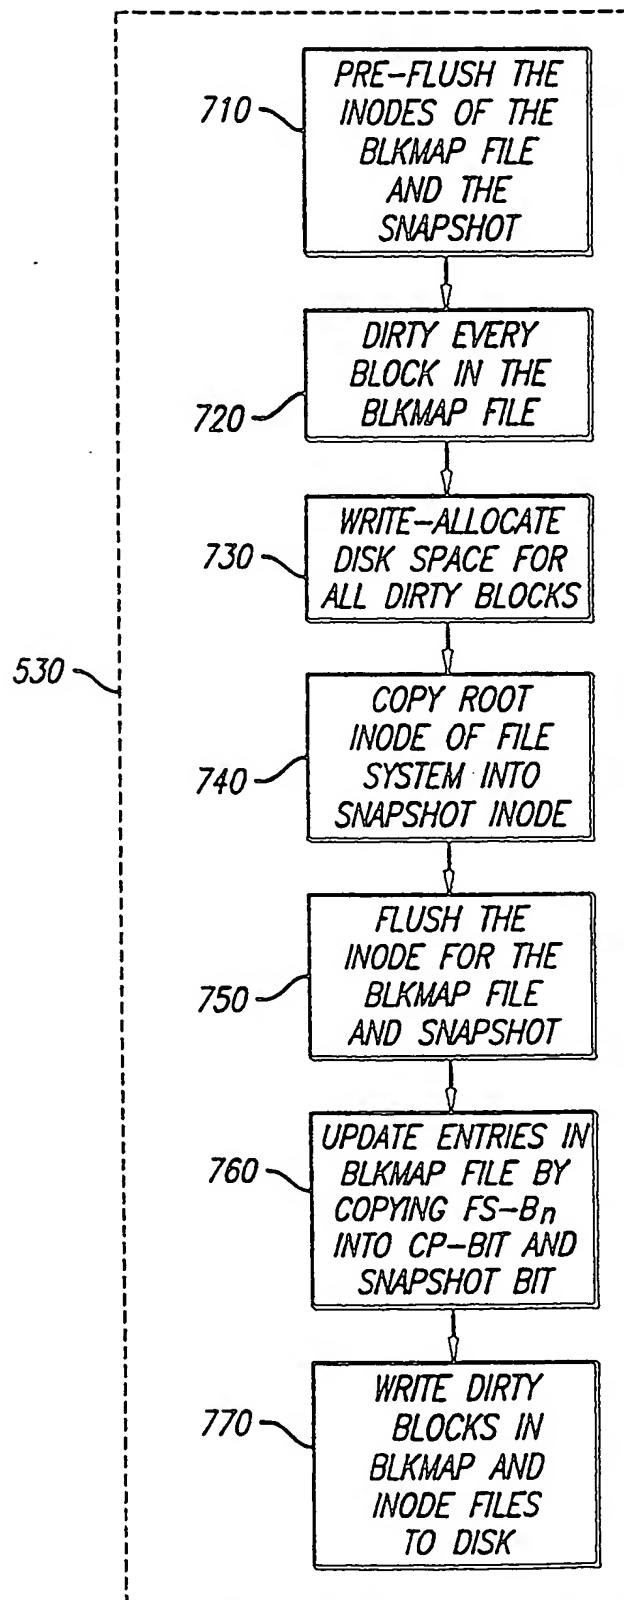 710
PRE-FLUSH THE
INODES OF THE
BLKMAP FILE
AND THE
SNAPSHOT
720
DIRTY EVERY
BLOCK IN THE
BLKMAP FILE
730
WRITE-ALLOCATE
DISK SPACE FOR
ALL DIRTY BLOCKS
530
740
COPY ROOT
INODE OF FILE
SYSTEM INTO
SNAPSHOT INODE
750
FLUSH THE
INODE FOR THE
BLKMAP FILE
AND SNAPSHOT
760
UPDATE ENTRIES IN
BLKMAP FILE BY
COPYING FS-Bn
INTO CP-BIT AND
SNAPSHOT BIT
770
WRITE DIRTY
BLOCKS IN
BLKMAP AND
INODE FILES
TO DISK